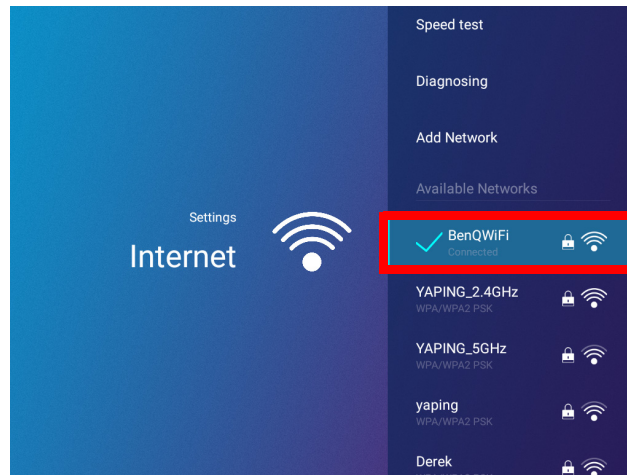 Speed test
Diagnosing
Add Network
Available Networks
Settings
Internet
BenQWiFi
Connected
YAPING_2.4GHz
WPA/WPA2 PSK
YAPING_5GHz
WPA/WPA2 PSK
yaping
WPA/WPA2 PSK
Derek